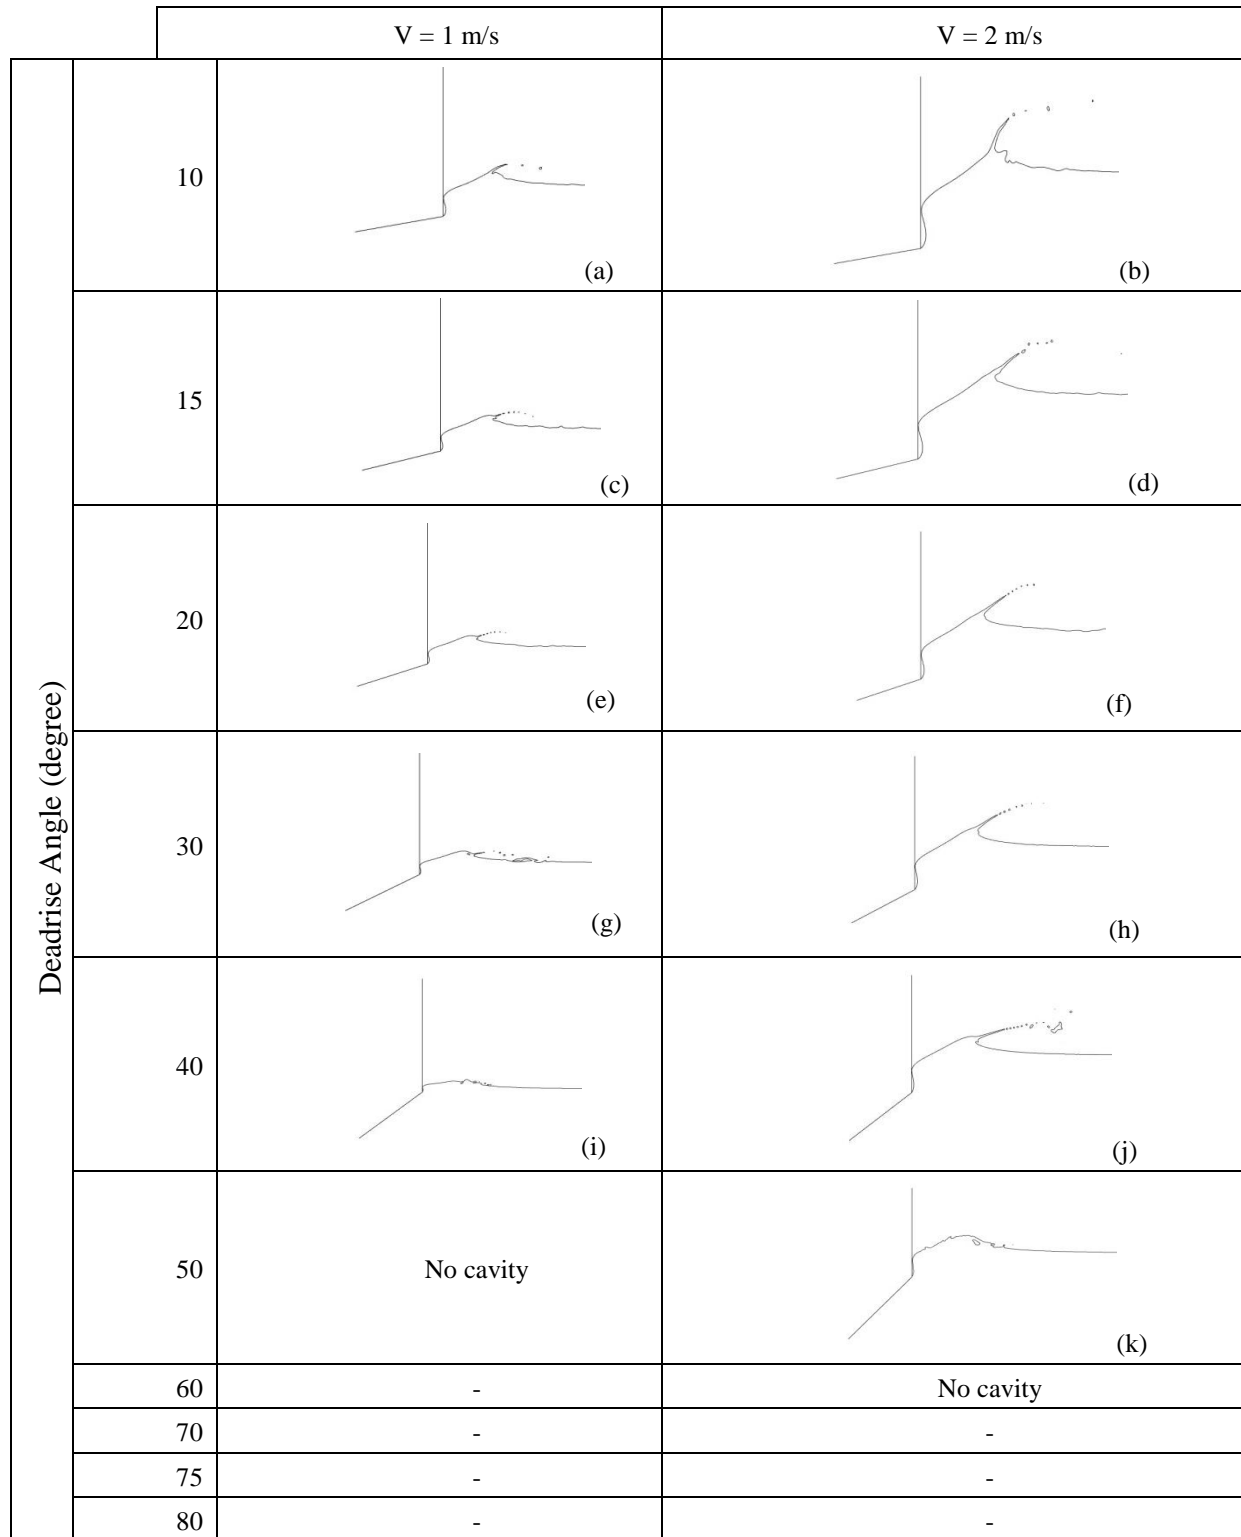 V = 1 m/s
V = 2 m/s
Deadrise Angle (degree)
10
(a)
(b)
15
(c)
(d)
20
(e)
(f)
30
(g)
(h)
40
(i)
(j)
50
No cavity
(k)
60
-
No cavity
70
-
-
75
-
-
80
-
-